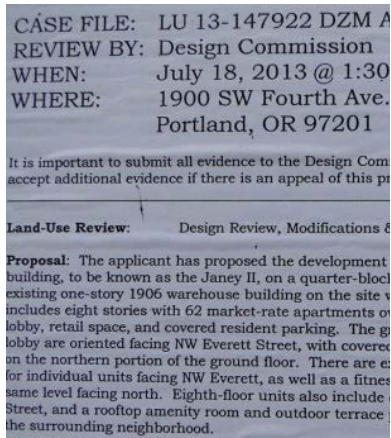 CASE FILE: LU 13-147922 DZM A
REVIEW BY: Design Commission
WHEN: July 18, 2013 @ 1:30
WHERE: 1900 SW Fourth Ave.
Portland, OR 97201
It is important to submit all evidence to the Design Com
accept additional evidence if there is an appeal of this pr
Land-Use Review: Design Review, Modifications &
Proposal: The applicant has proposed the development
building, to be known as the Janey II, on a quarter-block
existing one-story 1906 warehouse building on the site
includes eight stories with 62 market-rate apartments ov
lobby, retail space, and covered resident parking. The
lobby are oriented facing NW Everett Street, with covered
on the northern portion of the ground floor. There are
for individual units facing NW Everett, as well as a fitnes
same level facing north. Eighth-floor units also include
Street, and a rooftop amenity room and outdoor terrace
the surrounding neighborhood.